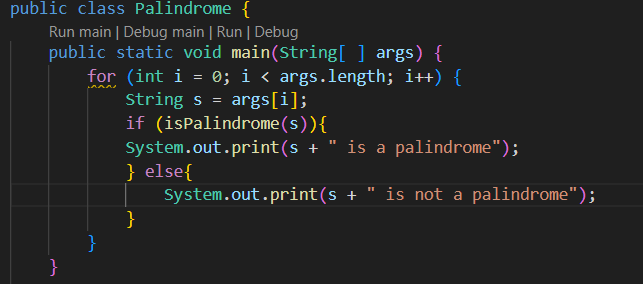 public class Palindrome {
Run main | Debug main | Run | Debug
public static void main(String[ ] args) {
for (int i = 0; i < args.length; i++) {
String s = args[i];
if (isPalindrome(s)){
System.out.print(s + " is a palindrome");
} else{
System.out.print(s + " is not a palindrome");
}
}
}